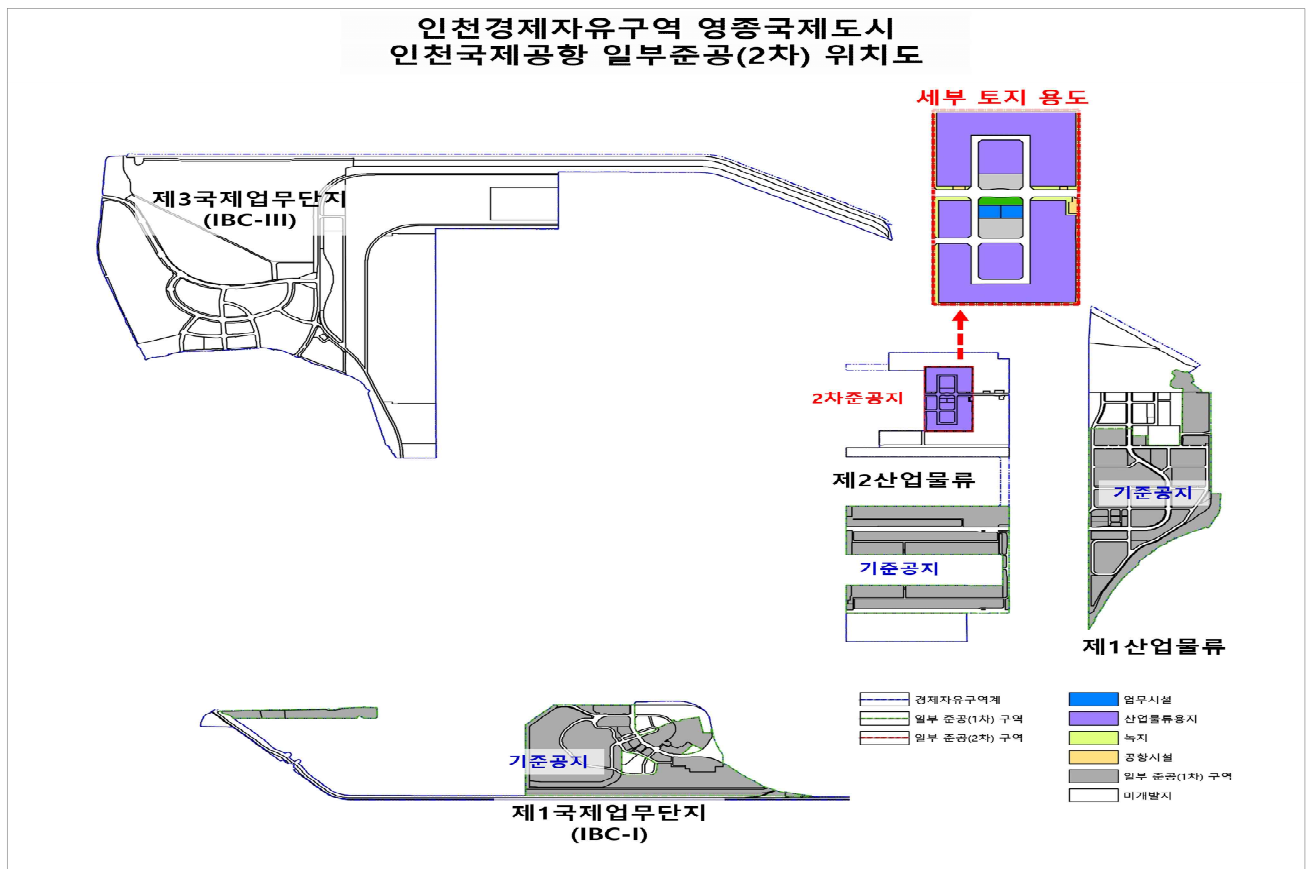 인천경제자유구역 영종국제도시
인천국제공항 일부준공(2차) 위치도
세부 토지 용도
제3국제업무단지
(IBC-III)
2차준공지
제2산업물류
기준공지
기준공지
제1산업물류
기준공지
제1국제업무단지
(IBC-I)
경제자유구역계
일부 준공(1차) 구역
일부 준공(2차) 구역
업무시설
산업물류용지
녹지
공항시설
일부 준공(1차) 구역
미개발지